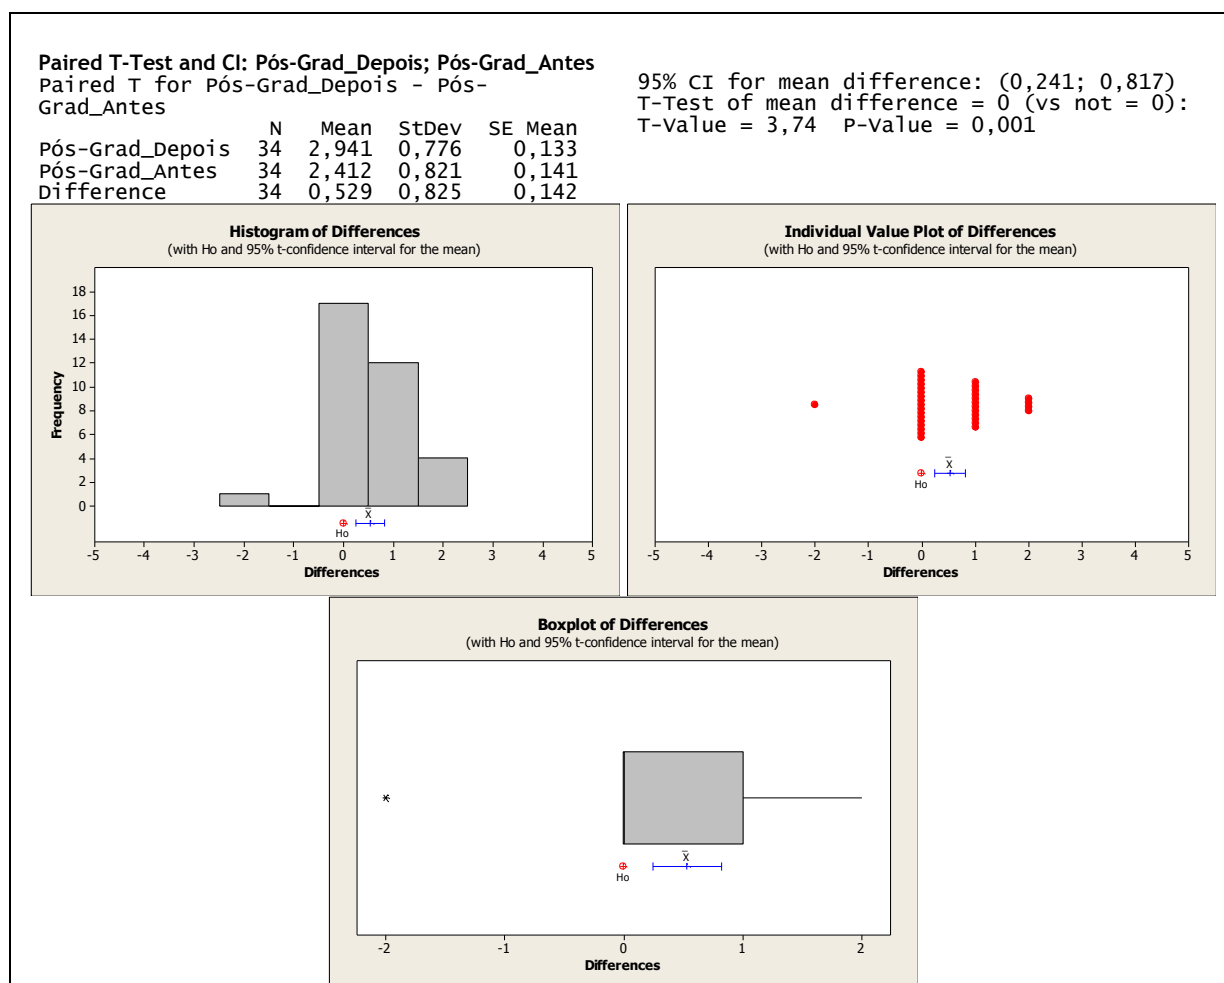 Paired T-Test and CI: Pós-Grad_Depois; Pós-Grad_Antes
Paired T for Pós-Grad_Depois - Pós-
Grad_Antes
N Mean StDev SE Mean
Pós-Grad_Depois 34 2,941 0,776 0,133
Pós-Grad_Antes 34 2,412 0,821 0,141
Difference 34 0,529 0,825 0,142
95% CI for mean difference: (0,241; 0,817)
T-Test of mean difference = 0 (vs not = 0):
T-Value = 3,74 P-Value = 0,001
Histogram of Differences
(with Ho and 95% t-confidence interval for the mean)
18
16
14
12
10
8
6
4
2
0
Frequency
X̄
Ho
-5 -4 -3 -2 -1 0 1 2 3 4 5
Differences
Individual Value Plot of Differences
(with Ho and 95% t-confidence interval for the mean)
X̄
Ho
-5 -4 -3 -2 -1 0 1 2 3 4 5
Differences
Boxplot of Differences
(with Ho and 95% t-confidence interval for the mean)
X̄
Ho
-2 -1 0 1 2
Differences